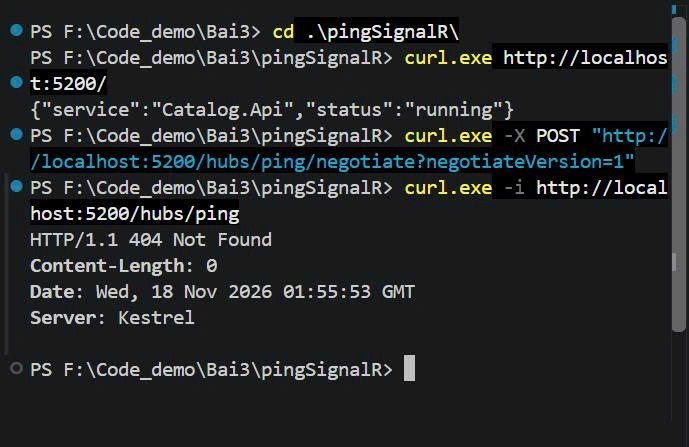 PS F:\Code_demo\Bai3> cd .\pingSignalR\
PS F:\Code_demo\Bai3\pingSignalR> curl.exe http://localhos
t:5200/
{"service":"Catalog.Api","status":"running"}
PS F:\Code_demo\Bai3\pingSignalR> curl.exe -X POST "http:/
/localhost:5200/hubs/ping/negotiate?negotiateVersion=1"
PS F:\Code_demo\Bai3\pingSignalR> curl.exe -i http://local
host:5200/hubs/ping
HTTP/1.1 404 Not Found
Content-Length: 0
Date: Wed, 18 Nov 2026 01:55:53 GMT
Server: Kestrel
PS F:\Code_demo\Bai3\pingSignalR>